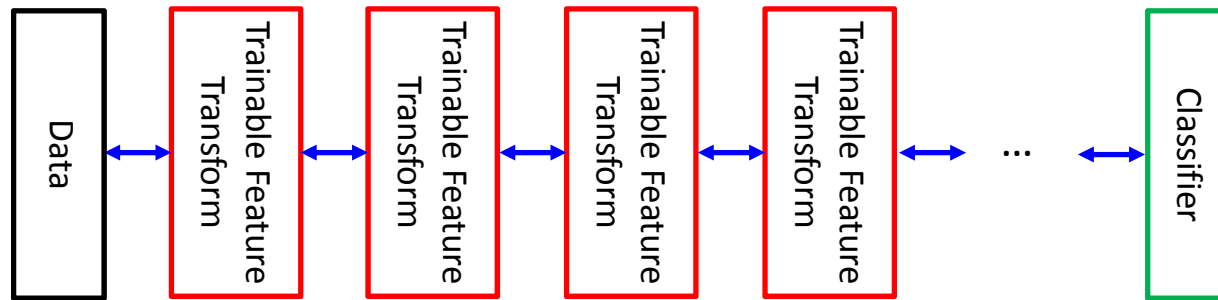 Data
Trainable Feature
Transform
Trainable Feature
Transform
Trainable Feature
Transform
Trainable Feature
Transform
...
Classifier